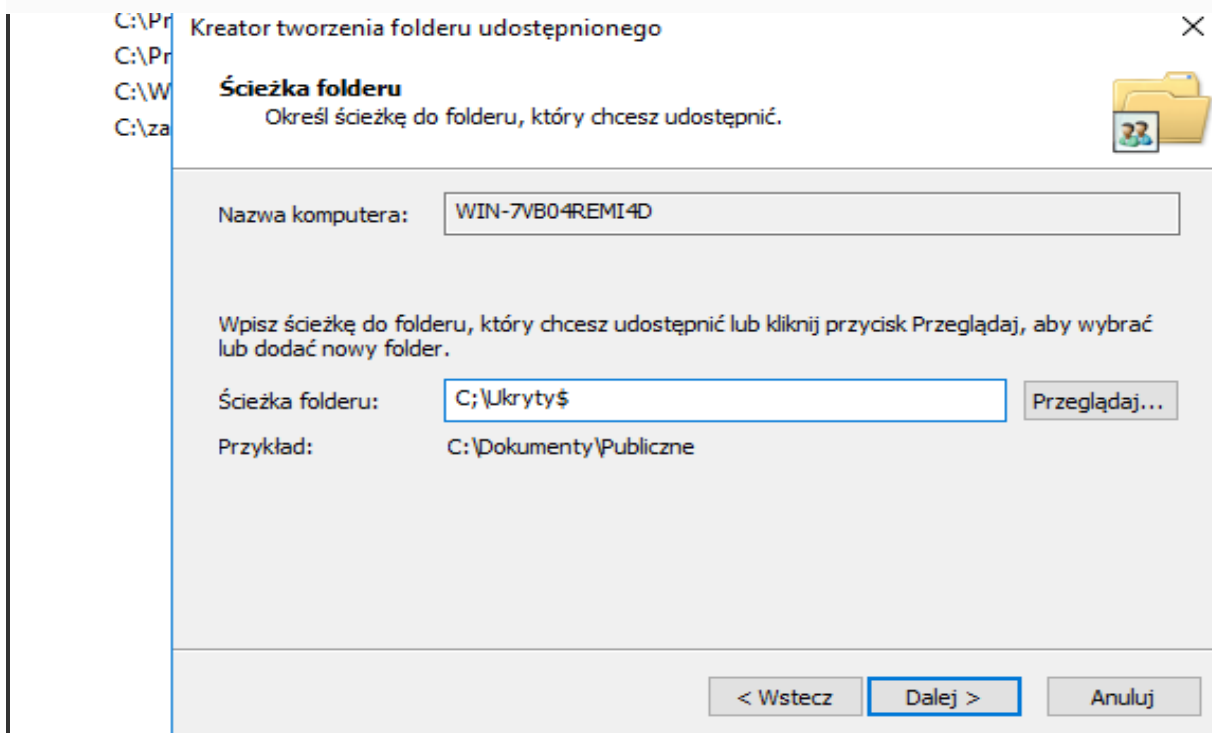 C:\Pr
Kreator tworzenia folderu udostępnionego
C:\Pr
C:\W
Ścieżka folderu
C:\za
Określ ścieżkę do folderu, który chcesz udostępnić.
Nazwa komputera: WIN-7VB04REMI4D
Wpisz ścieżkę do folderu, który chcesz udostępnić lub kliknij przycisk Przeglądaj, aby wybrać
lub dodać nowy folder.
Ścieżka folderu: C;\Ukryty$ Przeglądaj...
Przykład: C:\Dokumenty\Publiczne
< Wstecz Dalej > Anuluj